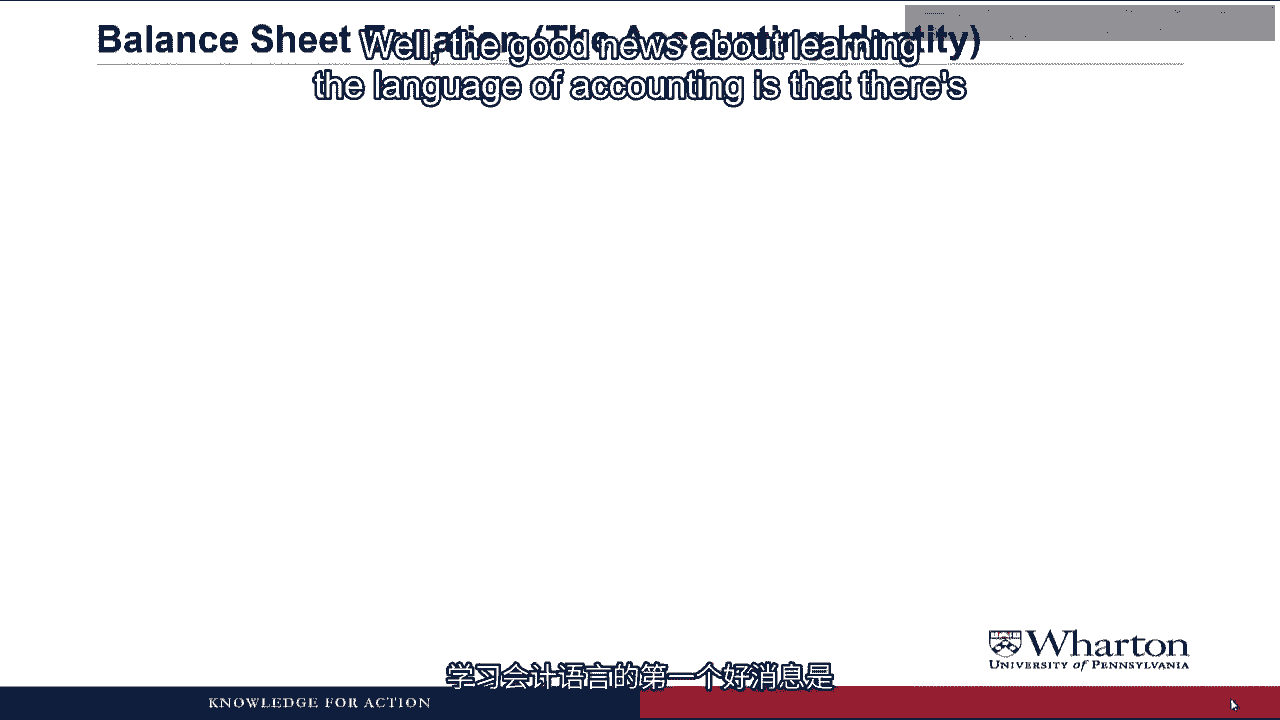 Balance Sheet Equation (The Accounting Identity)
Well, the good news about learning
the language of accounting is that there's
Wharton
UNIVERSITY of PENNSYLVANIA
学习会计语言的第一个好消息是
KNOWLEDGE FOR ACTION